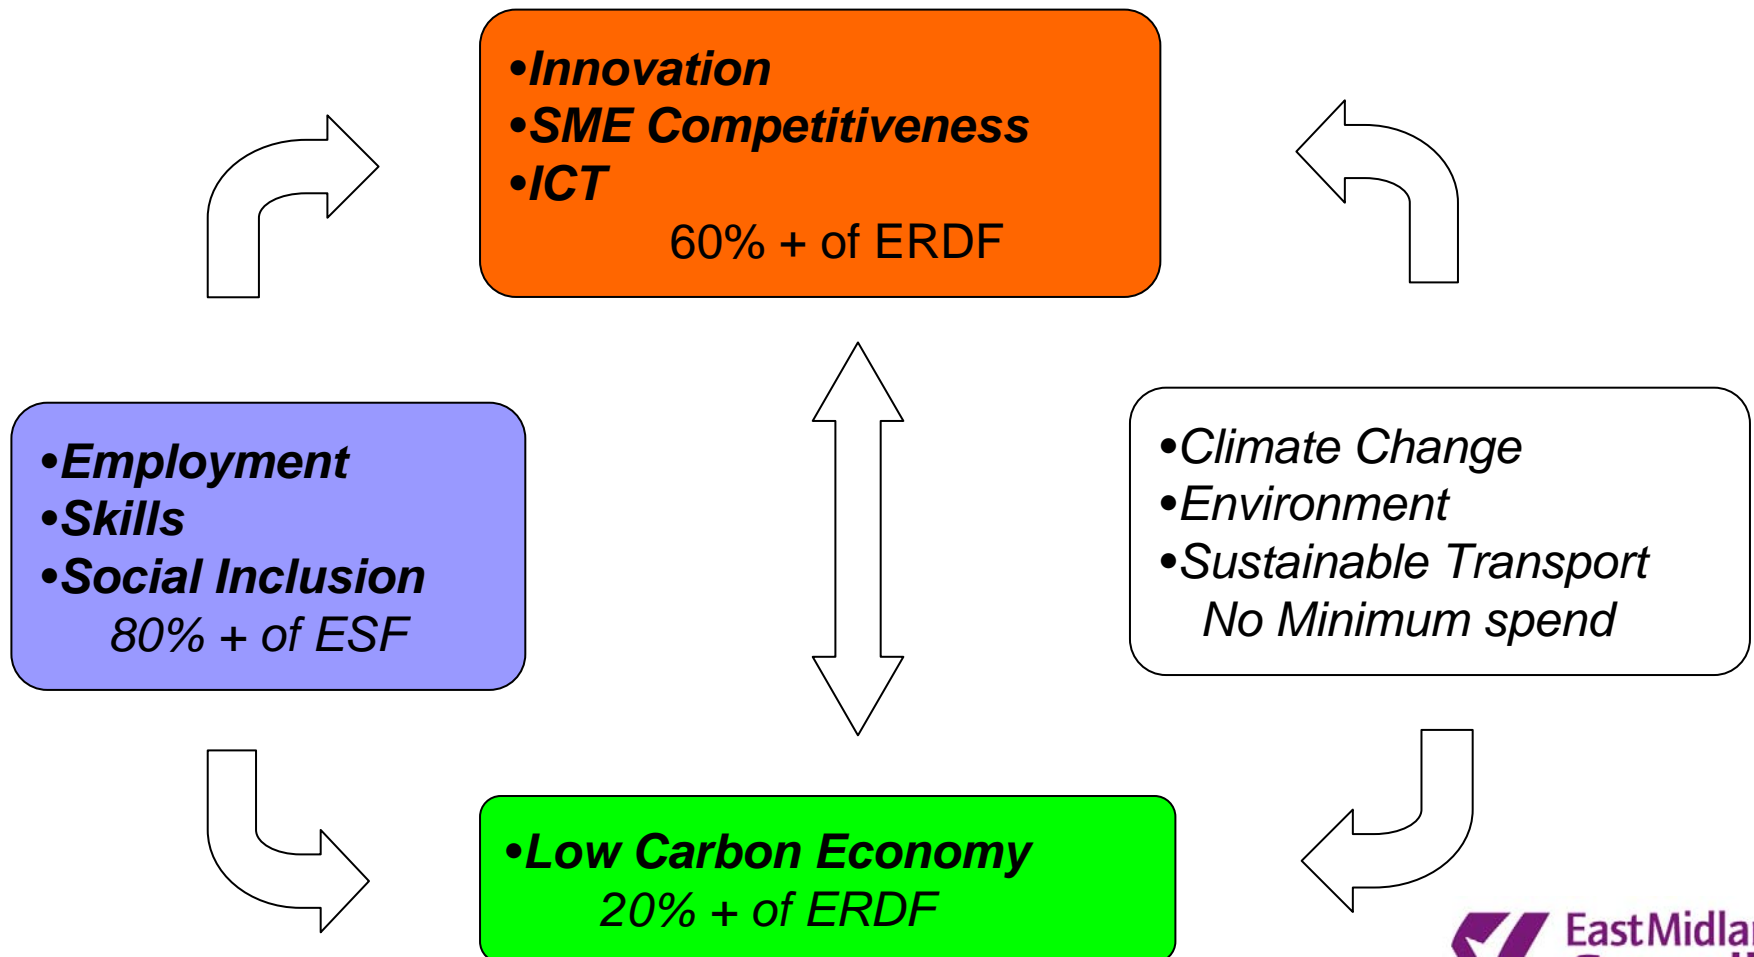 •Innovation
•SME Competitiveness
•ICT
60% + of ERDF
•Employment
•Skills
•Social Inclusion
80% + of ESF
•Climate Change
•Environment
•Sustainable Transport
No Minimum spend
•Low Carbon Economy
20% + of ERDF